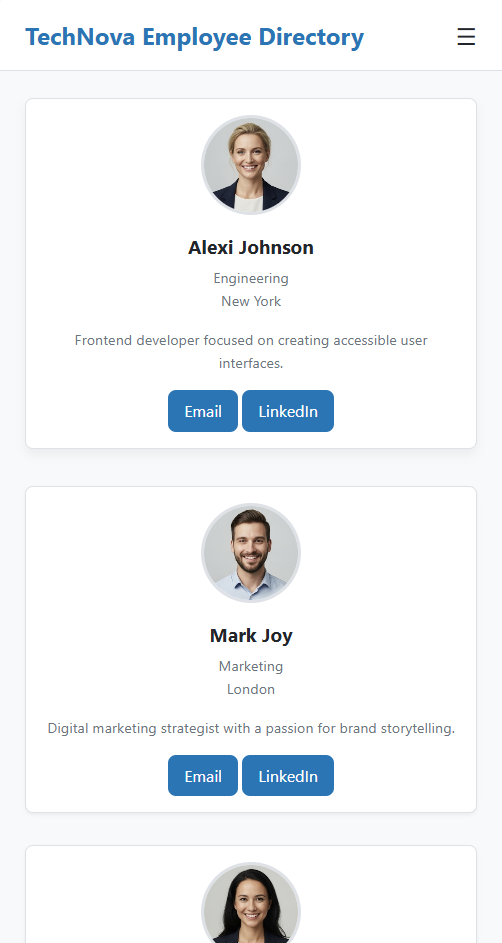 TechNova Employee Directory
Alexi Johnson
Engineering
New York
Frontend developer focused on creating accessible user
interfaces.
Email LinkedIn
Mark Joy
Marketing
London
Digital marketing strategist with a passion for brand storytelling.
Email LinkedIn